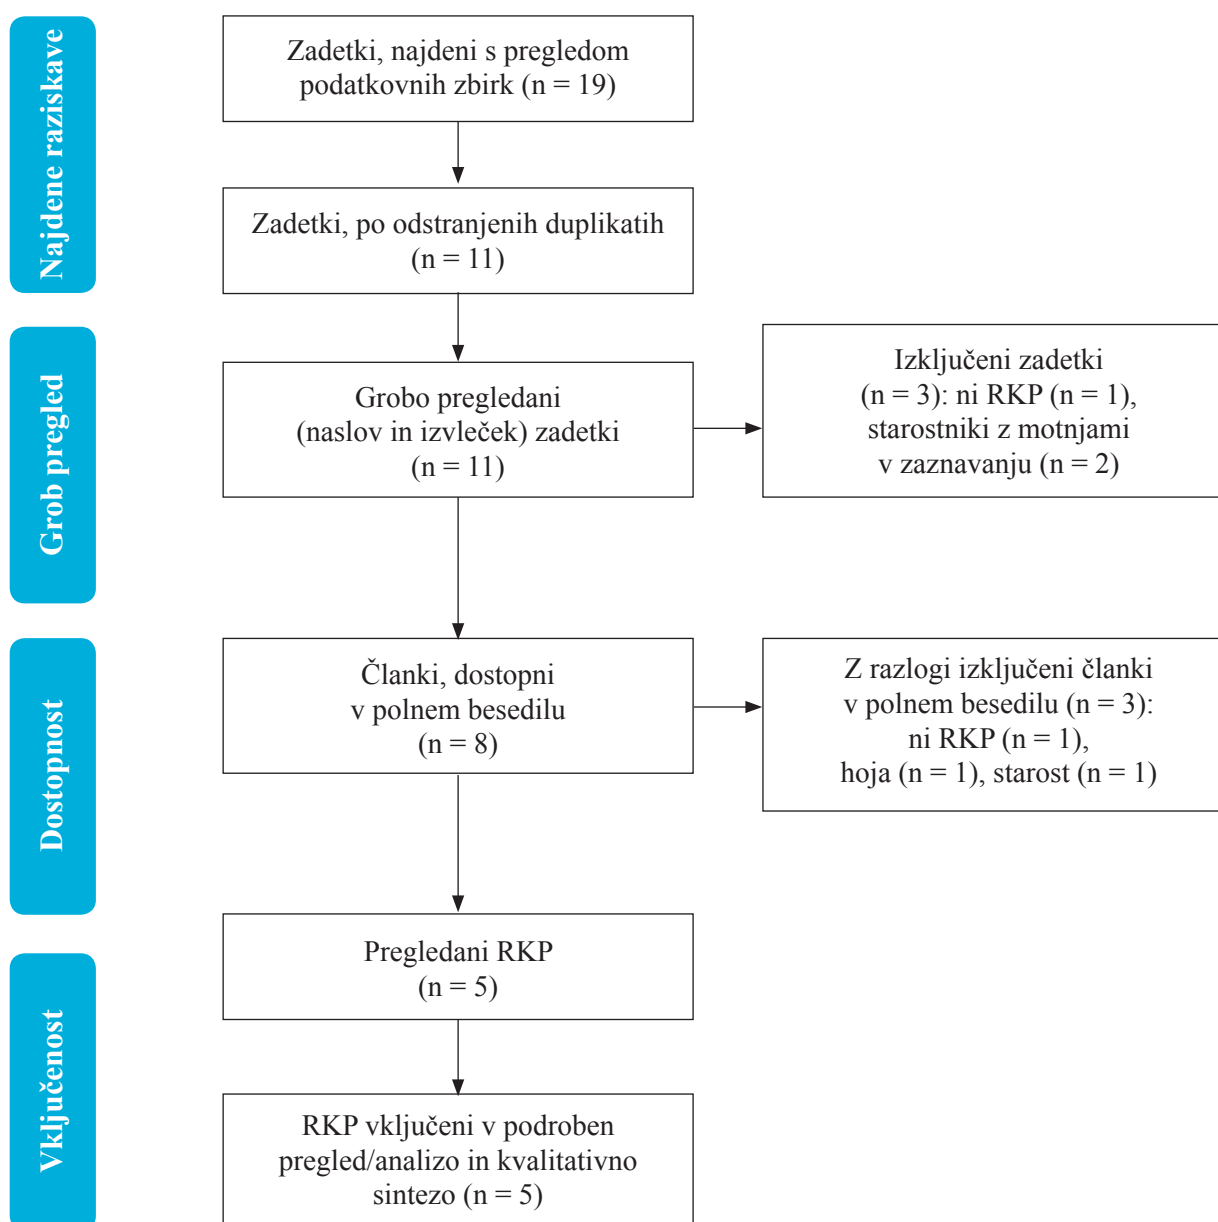 Najdene raziskave
Zadetki, najdeni s pregledom
podatkovnih zbirk (n = 19)
Zadetki, po odstranjenih duplikatih
(n = 11)
Grob pregled
Grobo pregledani
(naslov in izvleček) zadetki
(n = 11)
Izključeni zadetki
(n = 3): ni RKP (n = 1),
starostniki z motnjami
v zaznavanju (n = 2)
Dostopnost
Članki, dostopni
v polnem besedilu
(n = 8)
Z razlogi izključeni članki
v polnem besedilu (n = 3):
ni RKP (n = 1),
hoja (n = 1), starost (n = 1)
Vključenost
Pregledani RKP
(n = 5)
RKP vključeni v podroben
pregled/analizo in kvalitativno
sintezo (n = 5)